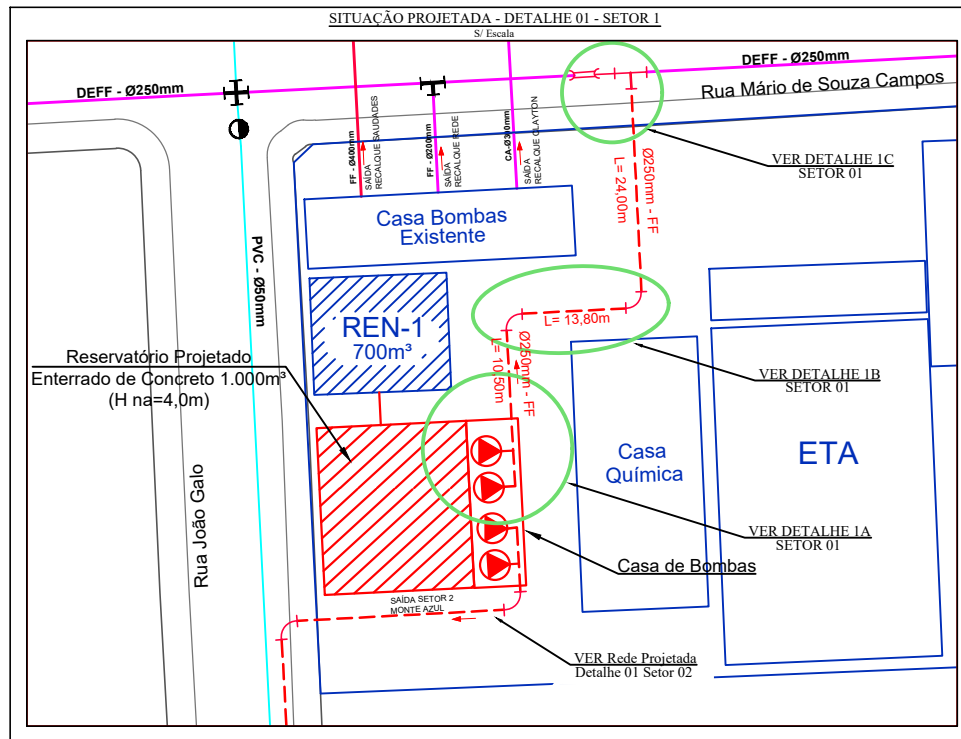 SITUAÇÃO PROJETADA - DETALHE 01 - SETOR 1
S/ Escala
DEFF - Ø250mm
DEFF - Ø250mm
Rua Mário de Souza Campos
FF - Ø400mm
SAÍDA
RECALQUE SAUDADES
FF - Ø200mm
SAÍDA
RECALQUE REDE
CA-Ø300mm
SAÍDA
RECALQUE CLAYTON
Ø250mm - FF
L= 24,00m
VER DETALHE 1C
SETOR 01
Casa Bombas
Existente
PVC - Ø50mm
REN-1
700m³
L= 13,80m
Ø250mm - FF
L= 10,50m
VER DETALHE 1B
SETOR 01
Reservatório Projetado
Enterrado de Concreto 1.000m³
(H na=4,0m)
Casa
Química
ETA
Rua João Galo
VER DETALHE 1A
SETOR 01
Casa de Bombas
SAÍDA SETOR 2
MONTE AZUL
VER Rede Projetada
Detalhe 01 Setor 02